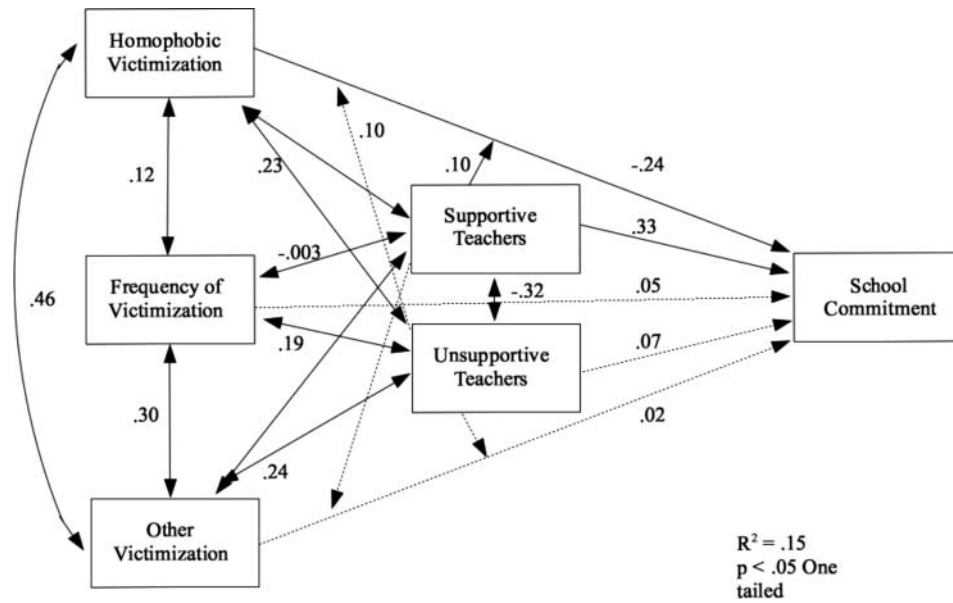 Homophobic
Victimization
.10
.23
.10
-.24
.12
Supportive
Teachers
.33
-.003
Frequency of
Victimization
.46
-.32
.05
School
Commitment
.19
Unsupportive
Teachers
.07
.30
.02
.24
Other
Victimization
R² = .15
p < .05 One
tailed